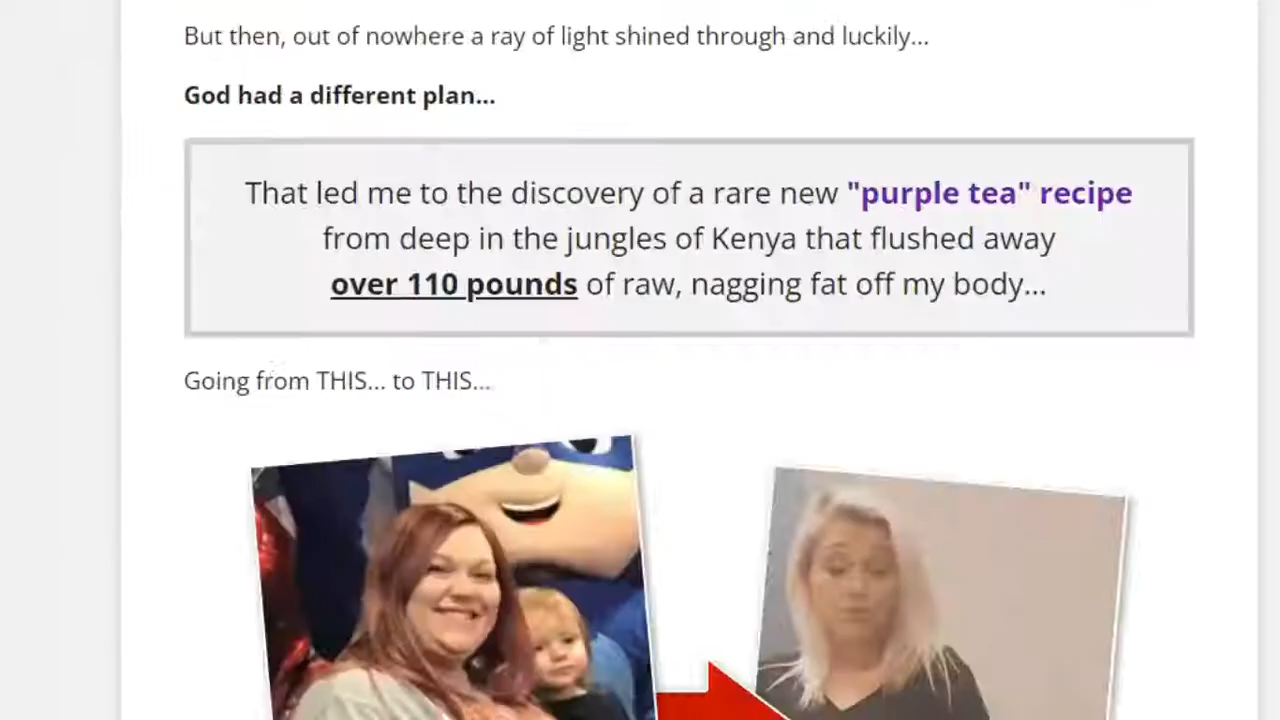 But then, out of nowhere a ray of light shined through and luckily...
God had a different plan...
That led me to the discovery of a rare new "purple tea" recipe
from deep in the jungles of Kenya that flushed away
over 110 pounds of raw, nagging fat off my body...
Going from THIS... to THIS...